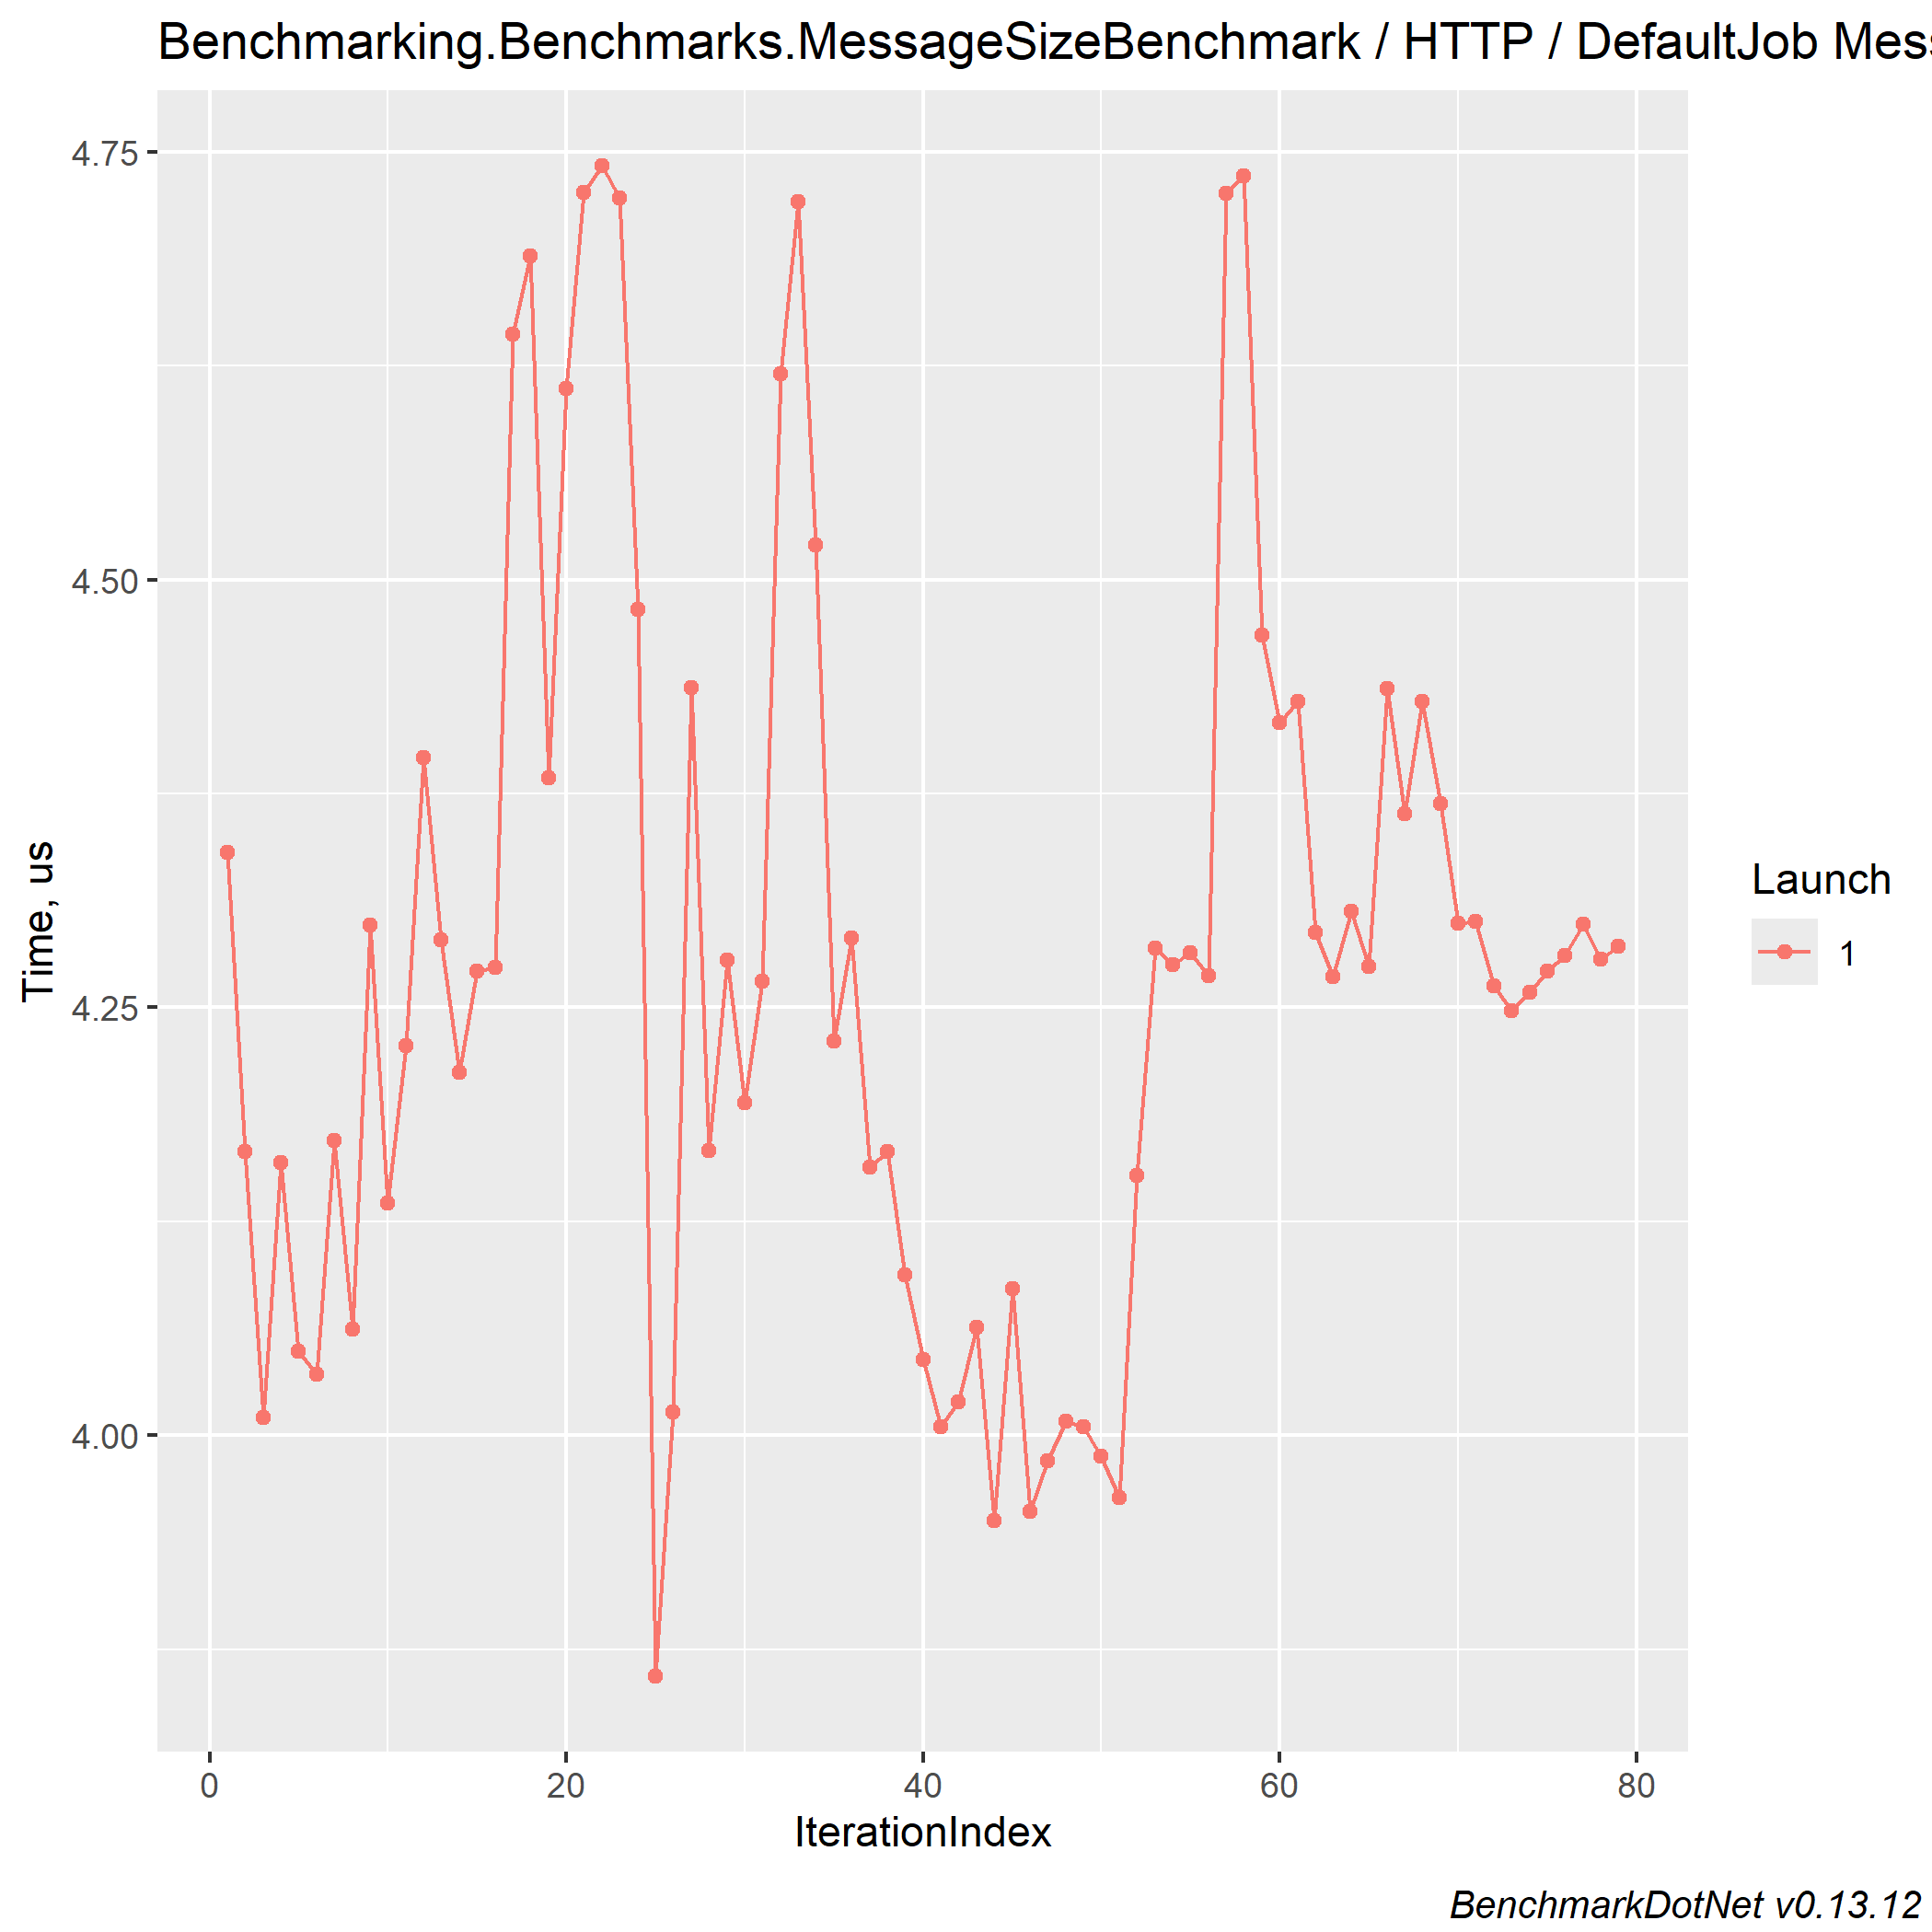 Benchmarking.Benchmarks.MessageSizeBenchmark / HTTP / DefaultJob Mess
4.75
4.50
4.25
4.00
Time, us
0 20 40 60 80
IterationIndex
Launch
1
BenchmarkDotNet v0.13.12